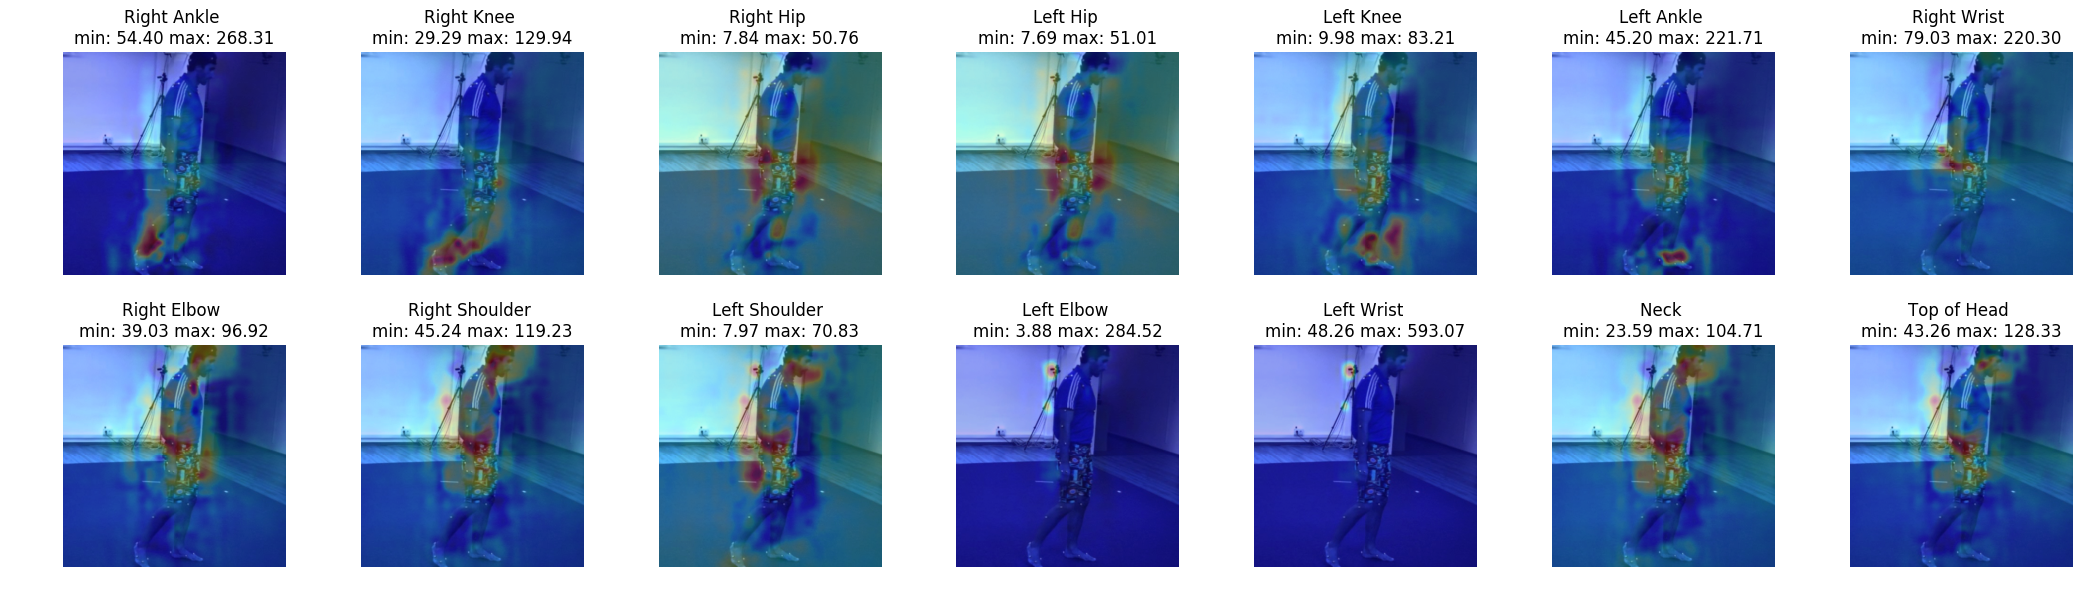 Right Ankle
min: 54.40 max: 268.31
Right Knee
min: 29.29 max: 129.94
Right Hip
min: 7.84 max: 50.76
Left Hip
min: 7.69 max: 51.01
Left Knee
min: 9.98 max: 83.21
Left Ankle
min: 45.20 max: 221.71
Right Wrist
min: 79.03 max: 220.30
Right Elbow
min: 39.03 max: 96.92
Right Shoulder
min: 45.24 max: 119.23
Left Shoulder
min: 7.97 max: 70.83
Left Elbow
min: 3.88 max: 284.52
Left Wrist
min: 48.26 max: 593.07
Neck
min: 23.59 max: 104.71
Top of Head
min: 43.26 max: 128.33